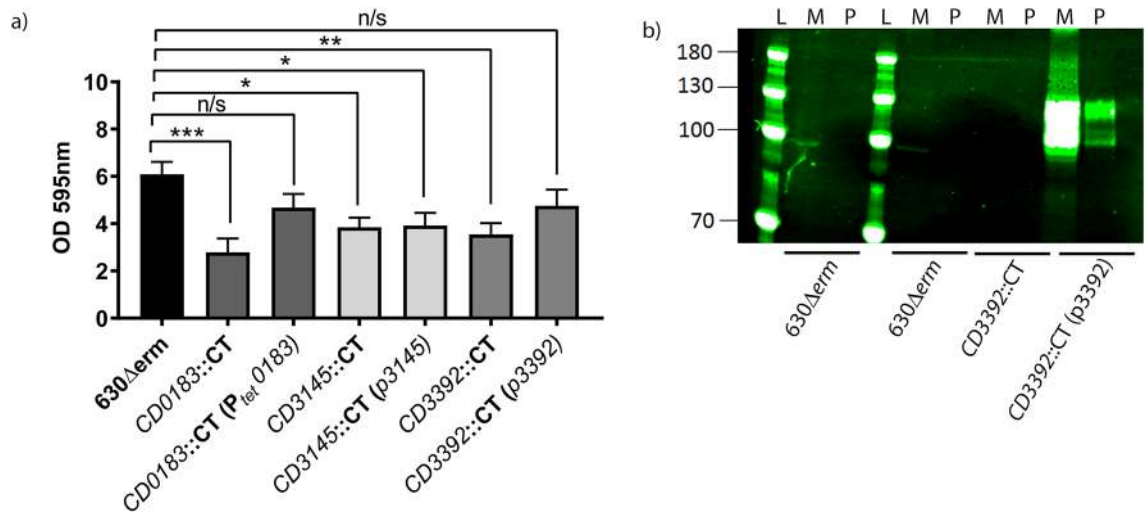 a)
n/s
**
*
*
n/s
***
OD 595nm
10
8
6
4
2
0
630Δerm
CD0183::CT
CD0183::CT (Ptet 0183)
CD3145::CT
CD3145::CT (p3145)
CD3392::CT
CD3392::CT (p3392)
b)
L M P L M P M P M P
180
130
100
70
630Δerm
630Δerm
CD3392::CT
CD3392::CT (p3392)